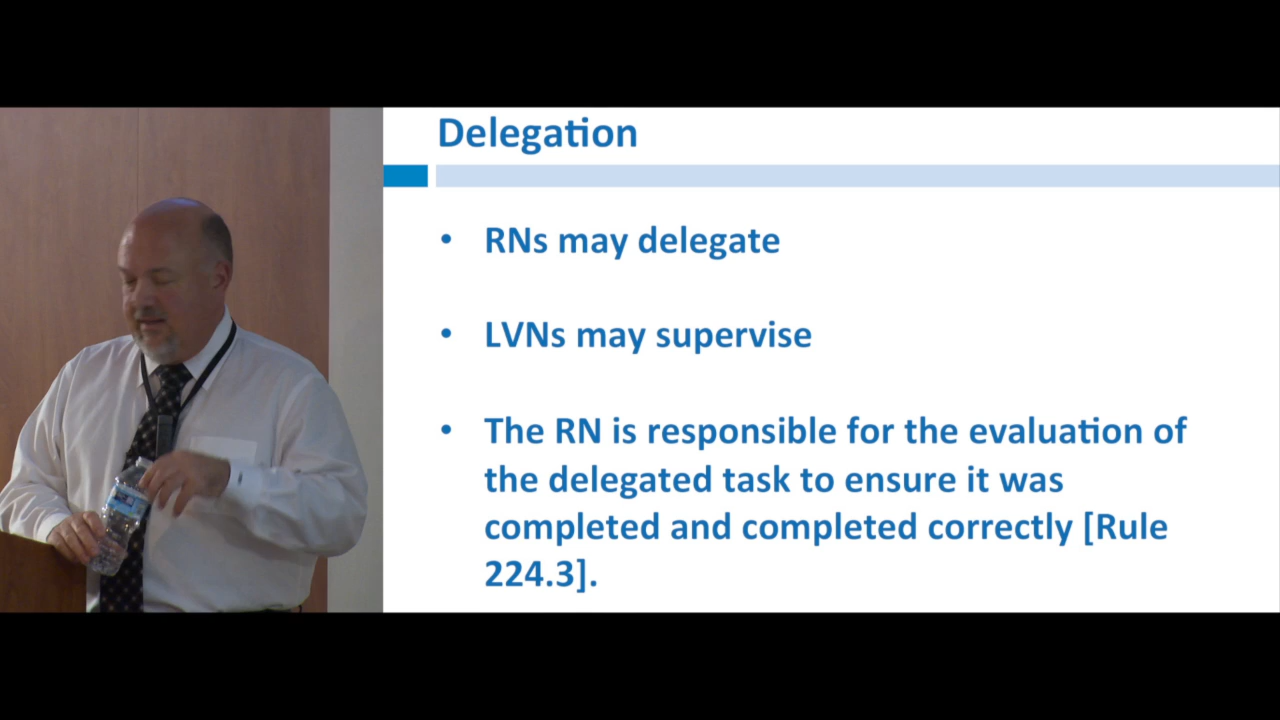 Delegation
• RNs may delegate
• LVNs may supervise
• The RN is responsible for the evaluation of
the delegated task to ensure it was
completed and completed correctly [Rule
224.3].